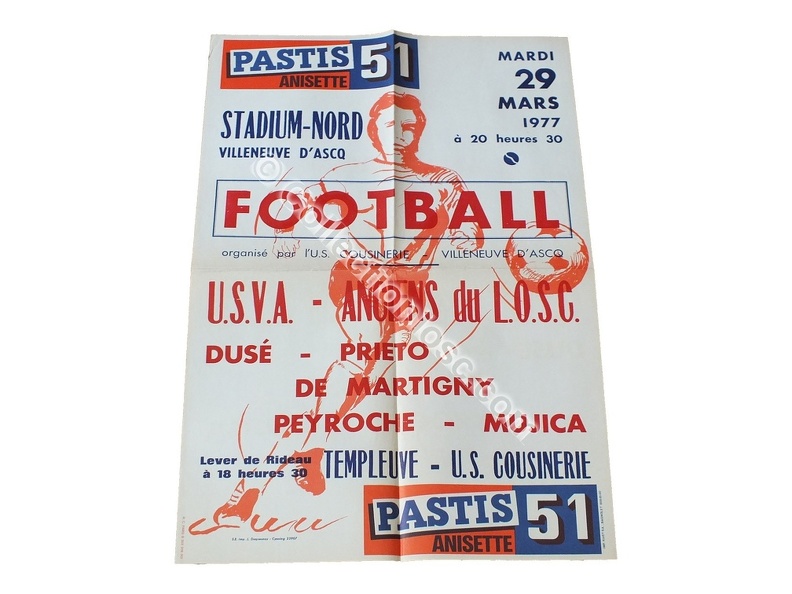 PASTIS 51
ANISETTE
MARDI
29
MARS
1977
à 20 heures 30
STADIUM-NORD
VILLENEUVE D'ASCQ
FOOTBALL
organisé par l'U.S. COUSINERIE - VILLENEUVE D'ASCQ
U.S.V.A. - ANCIENS du L.O.S.C.
DUSÉ - PRIETO
DE MARTIGNY
PEYROCHE - MUJICA
Lever de Rideau
à 18 heures 30
TEMPLEUVE - U.S. COUSINERIE
PASTIS 51
ANISETTE